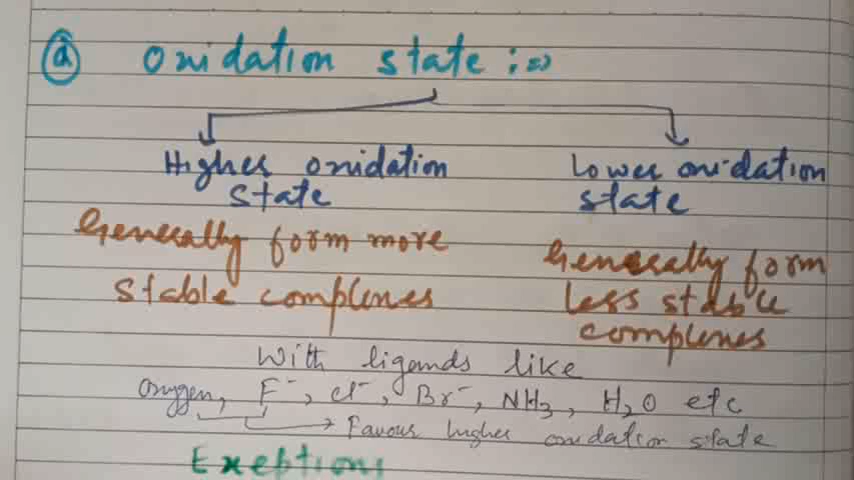 (a) Oxidation state :⇒
Higher oxidation
state
Lower oxidation
state
Generally form more
stable complexes
Generally form
less stable
complexes
With ligands like
Oxygen, F⁻, Cl⁻, Br⁻, NH₃, H₂O etc
→ Favour higher oxidation state
Exeptions